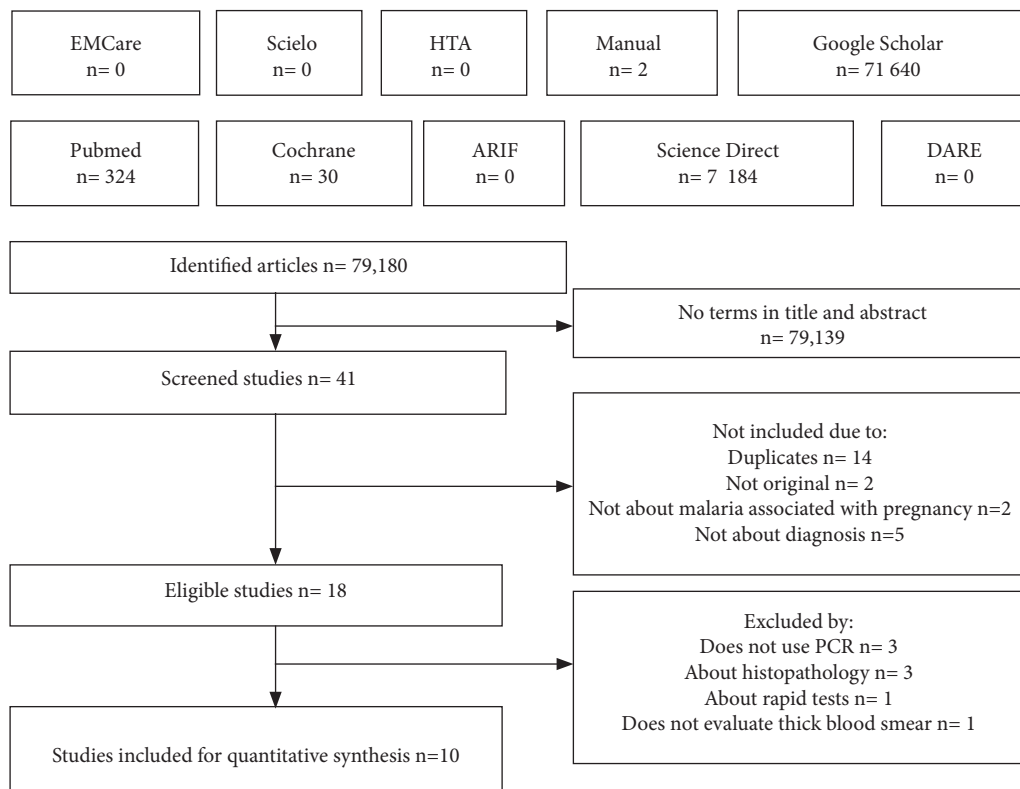 EMCare
n= 0
Scielo
n= 0
HTA
n= 0
Manual
n= 2
Google Scholar
n= 71 640
Pubmed
n= 324
Cochrane
n= 30
ARIF
n= 0
Science Direct
n= 7 184
DARE
n= 0
Identified articles n= 79,180
No terms in title and abstract
n= 79,139
Screened studies n= 41
Not included due to:
Duplicates n= 14
Not original n= 2
Not about malaria associated with pregnancy n=2
Not about diagnosis n=5
Eligible studies n= 18
Excluded by:
Does not use PCR n= 3
About histopathology n= 3
About rapid tests n= 1
Does not evaluate thick blood smear n= 1
Studies included for quantitative synthesis n=10